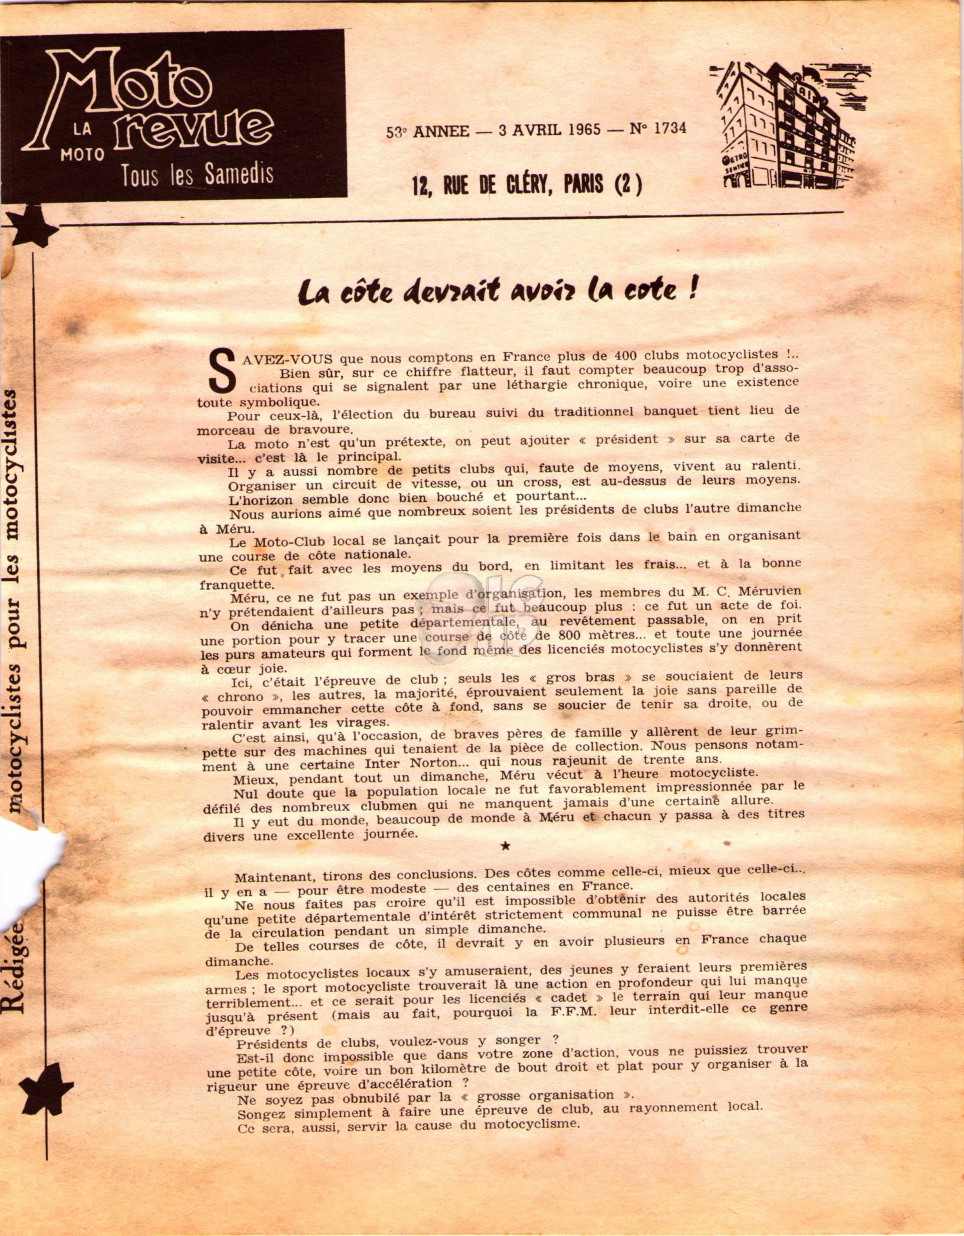 Moto revue
LA MOTO
Tous les Samedis
53e ANNEE — 3 AVRIL 1965 — No 1734
12, RUE DE CLÉRY, PARIS (2)
METRO
SENTIER
La côte devrait avoir la cote !
SAVEZ-VOUS que nous comptons en France plus de 400 clubs motocyclistes !..
Bien sûr, sur ce chiffre flatteur, il faut compter beaucoup trop d'asso-
ciations qui se signalent par une léthargie chronique, voire une existence
toute symbolique.
Pour ceux-là, l'élection du bureau suivi du traditionnel banquet tient lieu de
morceau de bravoure.
La moto n'est qu'un prétexte, on peut ajouter « président » sur sa carte de
visite... c'est là le principal.
Il y a aussi nombre de petits clubs qui, faute de moyens, vivent au ralenti.
Organiser un circuit de vitesse, ou un cross, est au-dessus de leurs moyens.
L'horizon semble donc bien bouché et pourtant...
Nous aurions aimé que nombreux soient les présidents de clubs l'autre dimanche
à Méru.
Le Moto-Club local se lançait pour la première fois dans le bain en organisant
une course de côte nationale.
Ce fut fait avec les moyens du bord, en limitant les frais... et à la bonne
franquette.
Méru, ce ne fut pas un exemple d'organisation, les membres du M. C. Méruvien
n'y prétendaient d'ailleurs pas ; mais ce fut beaucoup plus : ce fut un acte de foi.
On dénicha une petite départementale, au revêtement passable, on en prit
une portion pour y tracer une course de côte de 800 mètres... et toute une journée
les purs amateurs qui forment le fond même des licenciés motocyclistes s'y donnèrent
à cœur joie.
Ici, c'était l'épreuve de club ; seuls les « gros bras » se souciaient de leurs
« chrono », les autres, la majorité, éprouvaient seulement la joie sans pareille de
pouvoir emmancher cette côte à fond, sans se soucier de tenir sa droite, ou de
ralentir avant les virages.
C'est ainsi, qu'à l'occasion, de braves pères de famille y allèrent de leur grim-
pette sur des machines qui tenaient de la pièce de collection. Nous pensons notam-
ment à une certaine Inter Norton... qui nous rajeunit de trente ans.
Mieux, pendant tout un dimanche, Méru vécut à l'heure motocycliste.
Nul doute que la population locale ne fut favorablement impressionnée par le
défilé des nombreux clubmen qui ne manquent jamais d'une certaine allure.
Il y eut du monde, beaucoup de monde à Méru et chacun y passa à des titres
divers une excellente journée.
Maintenant, tirons des conclusions. Des côtes comme celle-ci, mieux que celle-ci...
il y en a — pour être modeste — des centaines en France.
Ne nous faites pas croire qu'il est impossible d'obtenir des autorités locales
qu'une petite départementale d'intérêt strictement communal ne puisse être barrée
de la circulation pendant un simple dimanche.
De telles courses de côte, il devrait y en avoir plusieurs en France chaque
dimanche.
Les motocyclistes locaux s'y amuseraient, des jeunes y feraient leurs premières
armes ; le sport motocycliste trouverait là une action en profondeur qui lui manque
terriblement... et ce serait pour les licenciés « cadet » le terrain qui leur manque
jusqu'à présent (mais au fait, pourquoi la F.F.M. leur interdit-elle ce genre
d'épreuve ?)
Présidents de clubs, voulez-vous y songer ?
Est-il donc impossible que dans votre zone d'action, vous ne puissiez trouver
une petite côte, voire un bon kilomètre de bout droit et plat pour y organiser à la
rigueur une épreuve d'accélération ?
Ne soyez pas obnubilé par la « grosse organisation ».
Songez simplement à faire une épreuve de club, au rayonnement local.
Ce sera, aussi, servir la cause du motocyclisme.
Rédigée motocyclistes pour les motocyclistes